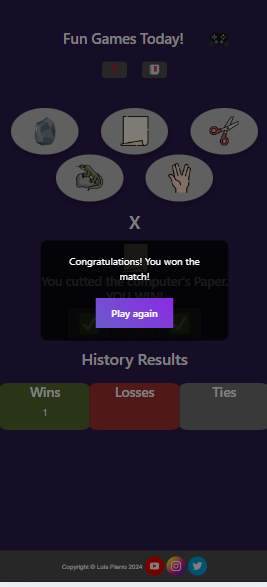 Fun Games Today!
X
Congratulations! You won the
match!
You cutted the computer's Paper.
YOU WIN!
Play again
History Results
Wins
Losses
Ties
1
Copyright © Luis Pierro 2024